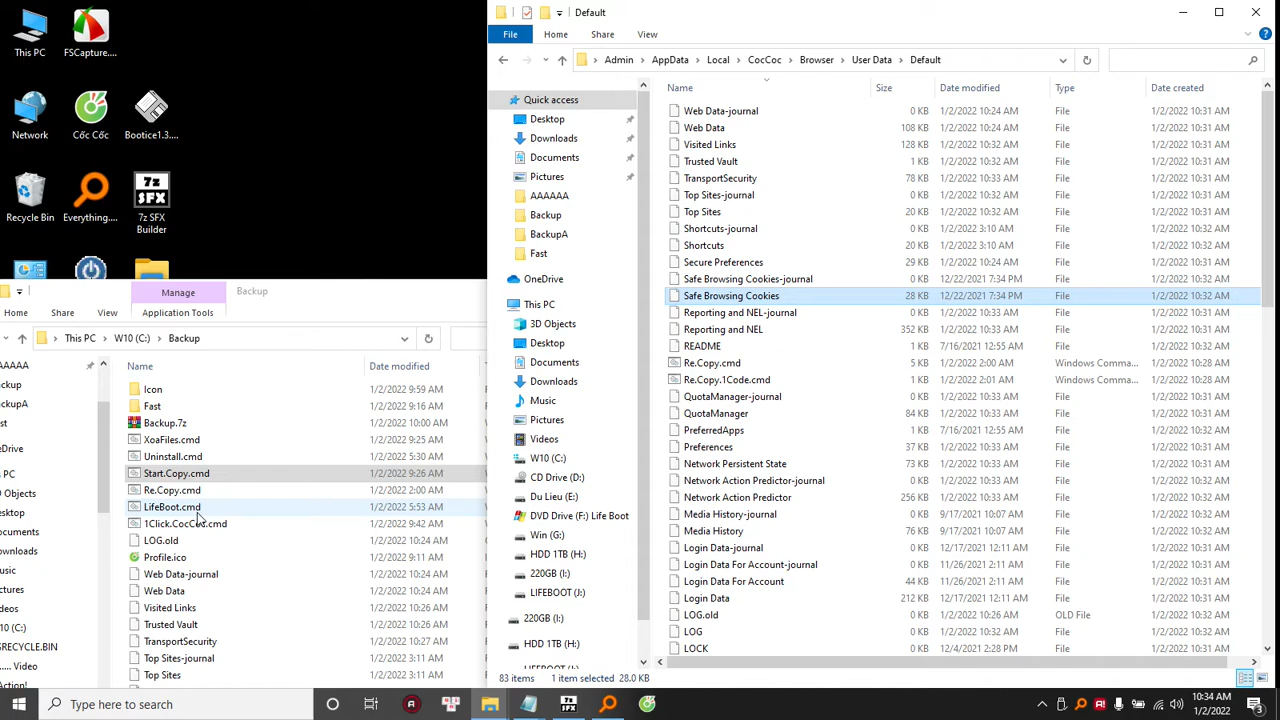 This PC
FSCapture....
Network
Cốc Cốc
Bootice1.3....
Recycle Bin
Everything....
7z
SFX
7z SFX
Builder
Manage
Backup
Home
Share
View
Application Tools
This PC
W10 (C:)
Backup
Name
Date modified
Icon
1/2/2022 9:59 AM
Fast
1/2/2022 9:16 AM
Backup.7z
1/2/2022 10:00 AM
XoaFiles.cmd
1/2/2022 9:25 AM
Uninstall.cmd
1/2/2022 5:30 AM
Start.Copy.cmd
1/2/2022 9:26 AM
Re.Copy.cmd
1/2/2022 2:00 AM
LifeBoot.cmd
1/2/2022 5:53 AM
1Click.CocCoc.cmd
1/2/2022 9:42 AM
LOG.old
1/2/2022 10:24 AM
Profile.ico
1/2/2022 9:11 AM
Web Data-journal
1/2/2022 10:24 AM
Web Data
1/2/2022 10:24 AM
Visited Links
1/2/2022 10:26 AM
Trusted Vault
1/2/2022 10:26 AM
TransportSecurity
1/2/2022 10:27 AM
Top Sites-journal
1/2/2022 3:11 AM
Top Sites
1/2/2022 3:11 AM
Default
File
Home
Share
View
Admin
AppData
Local
CocCoc
Browser
User Data
Default
Quick access
Desktop
Downloads
Documents
Pictures
AAAAAA
Backup
BackupA
Fast
OneDrive
This PC
3D Objects
Desktop
Documents
Downloads
Music
Pictures
Videos
W10 (C:)
CD Drive (D:)
Du Lieu (E:)
DVD Drive (F:) Life Boot
Win (G:)
HDD 1TB (H:)
220GB (I:)
LIFEBOOT (J:)
220GB (I:)
HDD 1TB (H:)
Name
Size
Date modified
Type
Date created
Web Data-journal 0 KB 1/2/2022 10:24 AM File 1/2/2022 10:31 AM
Web Data 108 KB 1/2/2022 10:24 AM File 1/2/2022 10:31 AM
Visited Links 128 KB 1/2/2022 10:33 AM File 1/2/2022 10:31 AM
Trusted Vault 1 KB 1/2/2022 10:33 AM File 1/2/2022 10:31 AM
TransportSecurity 78 KB 1/2/2022 10:33 AM File 1/2/2022 10:31 AM
Top Sites-journal 0 KB 1/2/2022 10:32 AM File 1/2/2022 10:31 AM
Top Sites 20 KB 1/2/2022 10:32 AM File 1/2/2022 10:31 AM
Shortcuts-journal 0 KB 1/2/2022 3:10 AM File 1/2/2022 10:31 AM
Shortcuts 20 KB 1/2/2022 3:10 AM File 1/2/2022 10:31 AM
Secure Preferences 29 KB 1/2/2022 10:33 AM File 1/2/2022 10:31 AM
Safe Browsing Cookies-journal 0 KB 12/22/2021 7:34 PM File 1/2/2022 10:31 AM
Safe Browsing Cookies 28 KB 12/22/2021 7:34 PM File 1/2/2022 10:32 AM
Reporting and NEL-journal 0 KB 1/2/2022 10:33 AM File 1/2/2022 10:31 AM
Reporting and NEL 352 KB 1/2/2022 10:33 AM File 1/2/2022 10:31 AM
README 1 KB 7/16/2021 12:55 AM File 1/2/2022 10:31 AM
Re.Copy.cmd 5 KB 1/2/2022 2:00 AM Windows Comma... 1/2/2022 10:28 AM
Re.Copy.1Code.cmd 1 KB 1/2/2022 2:01 AM Windows Comma... 1/2/2022 10:28 AM
QuotaManager-journal 0 KB 1/2/2022 10:33 AM File 1/2/2022 10:31 AM
QuotaManager 84 KB 1/2/2022 10:33 AM File 1/2/2022 10:31 AM
PreferredApps 1 KB 7/16/2021 12:55 AM File 1/2/2022 10:31 AM
Preferences 37 KB 1/2/2022 10:33 AM File 1/2/2022 10:31 AM
Network Persistent State 73 KB 1/2/2022 10:33 AM File 1/2/2022 10:31 AM
Network Action Predictor-journal 0 KB 1/2/2022 10:33 AM File 1/2/2022 10:31 AM
Network Action Predictor 256 KB 1/2/2022 10:33 AM File 1/2/2022 10:31 AM
Media History-journal 0 KB 9/17/2021 10:07 AM File 1/2/2022 10:31 AM
Media History 76 KB 9/17/2021 10:07 AM File 1/2/2022 10:31 AM
Login Data-journal 0 KB 12/17/2021 12:11 AM File 1/2/2022 10:31 AM
Login Data For Account-journal 0 KB 11/26/2021 2:11 AM File 1/2/2022 10:31 AM
Login Data For Account 44 KB 11/26/2021 2:11 AM File 1/2/2022 10:31 AM
Login Data 212 KB 12/17/2021 12:11 AM File 1/2/2022 10:31 AM
LOG.old 0 KB 1/2/2022 10:26 AM OLD File 1/2/2022 10:31 AM
LOG 0 KB 1/2/2022 10:33 AM File 1/2/2022 10:31 AM
LOCK 0 KB 12/4/2021 2:28 PM File 1/2/2022 10:31 AM
83 items
1 item selected 28.0 KB
Type here to search
10:34 AM
1/2/2022